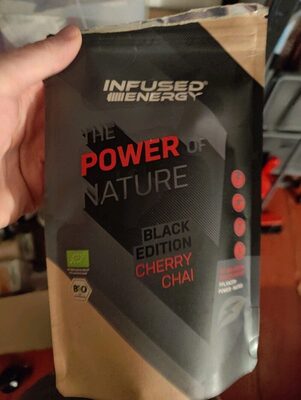 INFUSED
ENERGY
THE
POWER OF
NATURE
BLACK
EDITION
CHERRY
CHAI
BIO